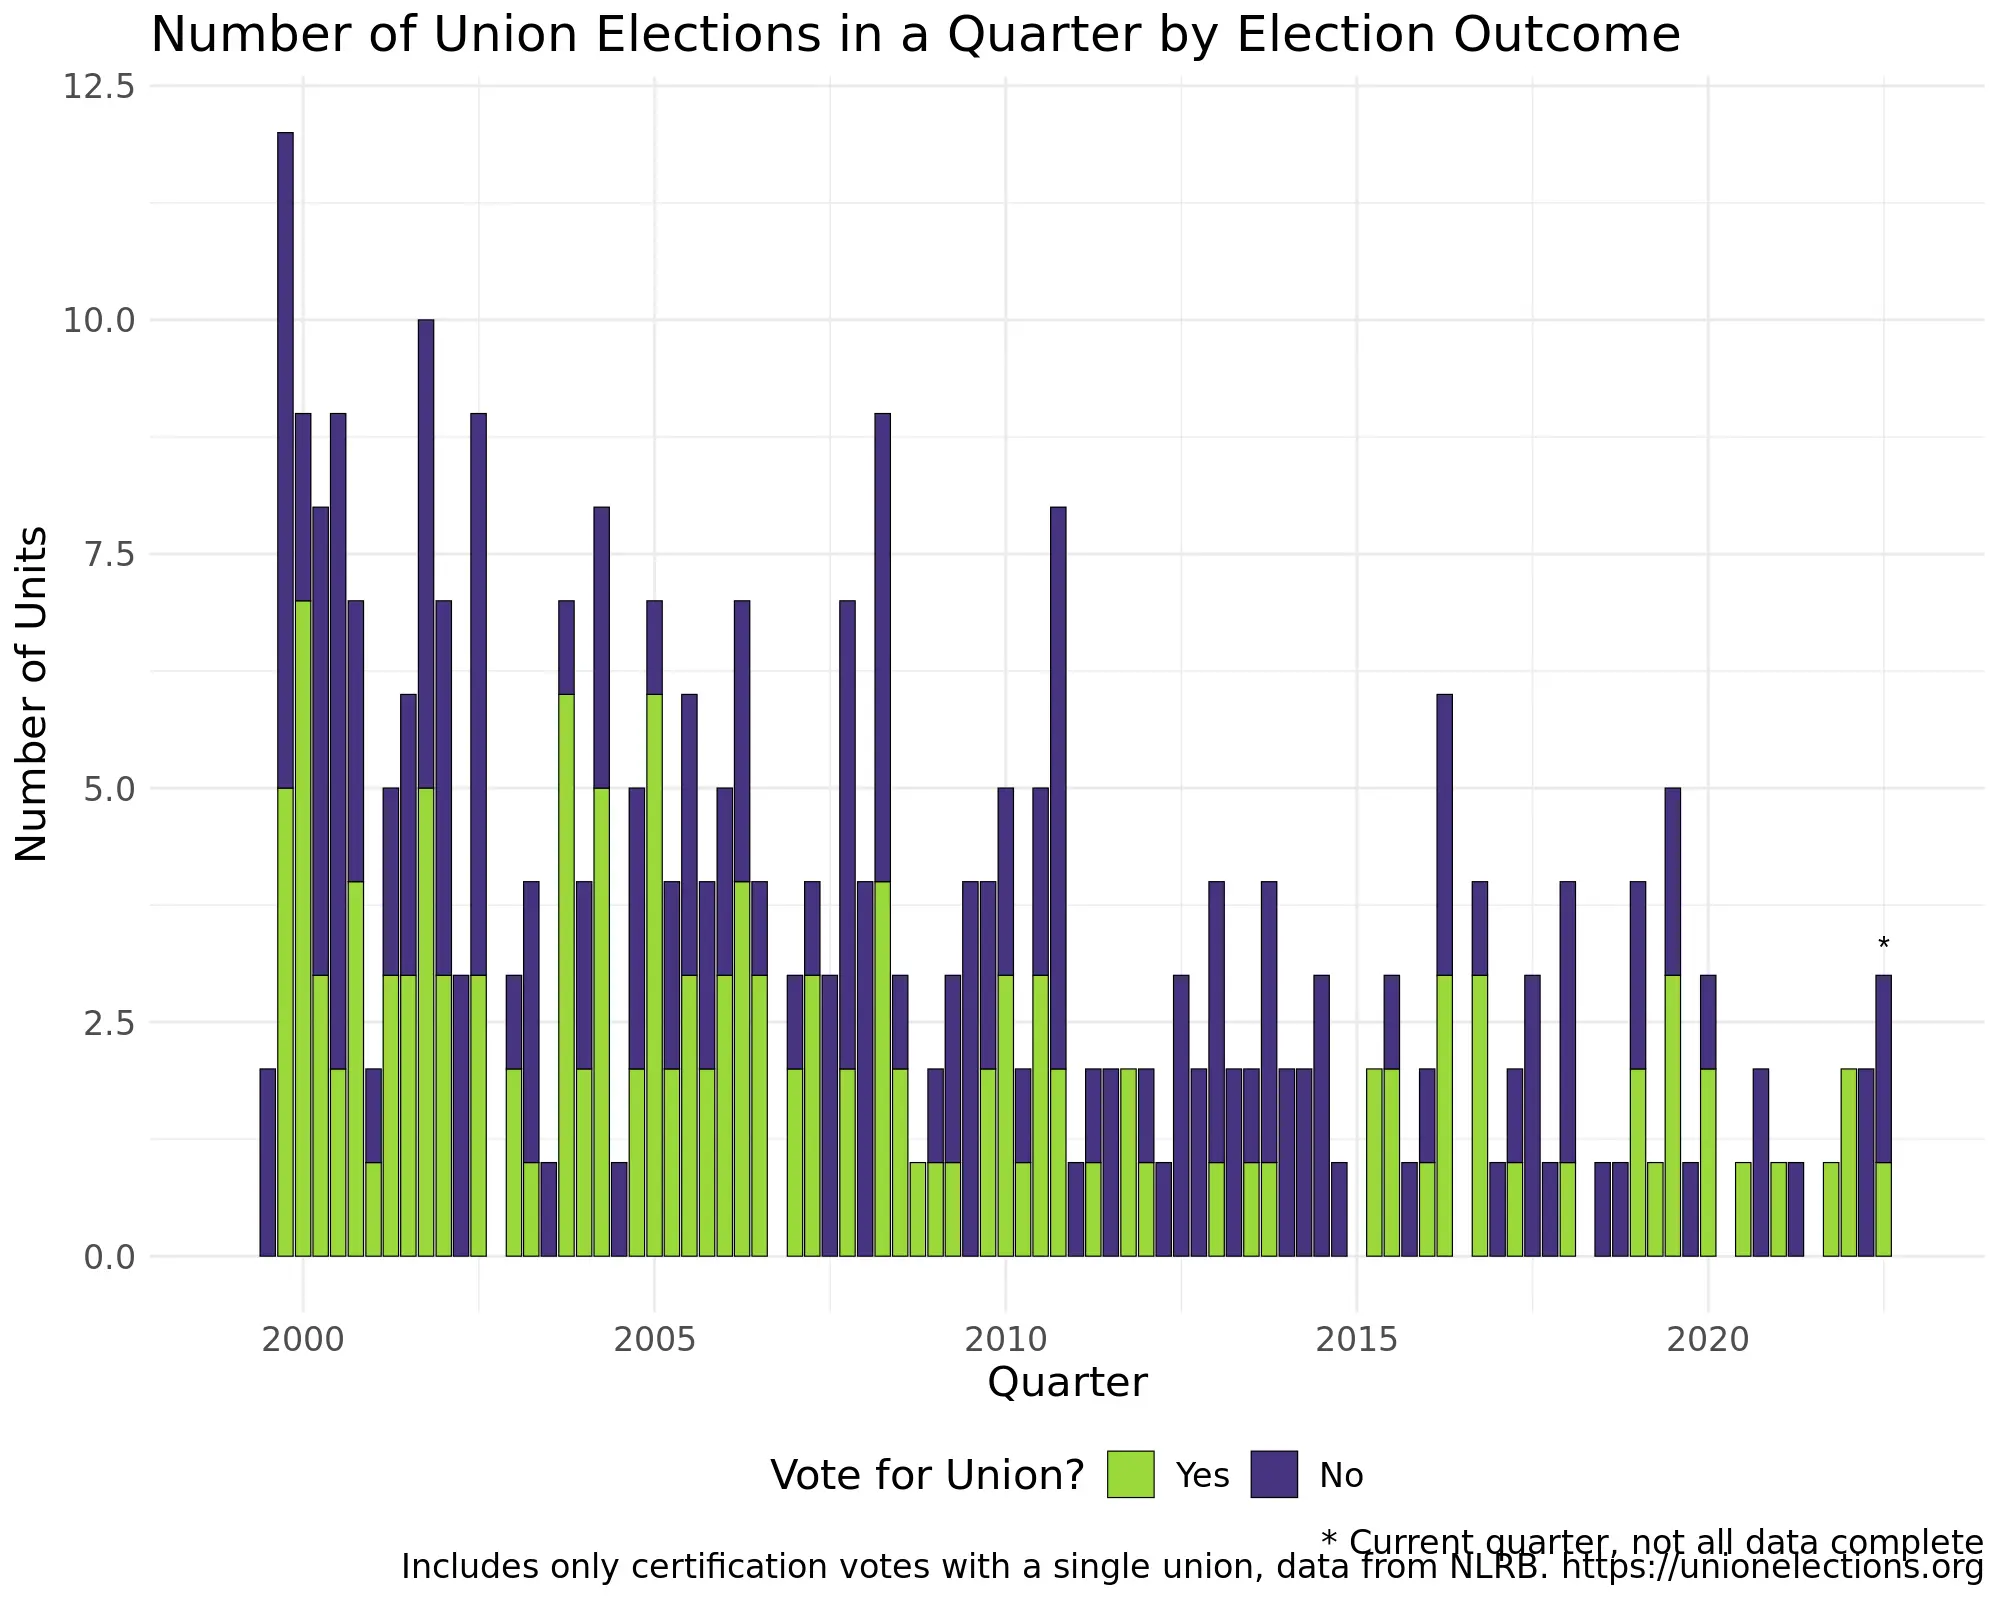 Number of Union Elections in a Quarter by Election Outcome
12.5
10.0
7.5
5.0
2.5
0.0
Number of Units
2000 2005 2010 2015 2020
*
Quarter
Vote for Union? Yes No
* Current quarter, not all data complete
Includes only certification votes with a single union, data from NLRB. https://unionelections.org